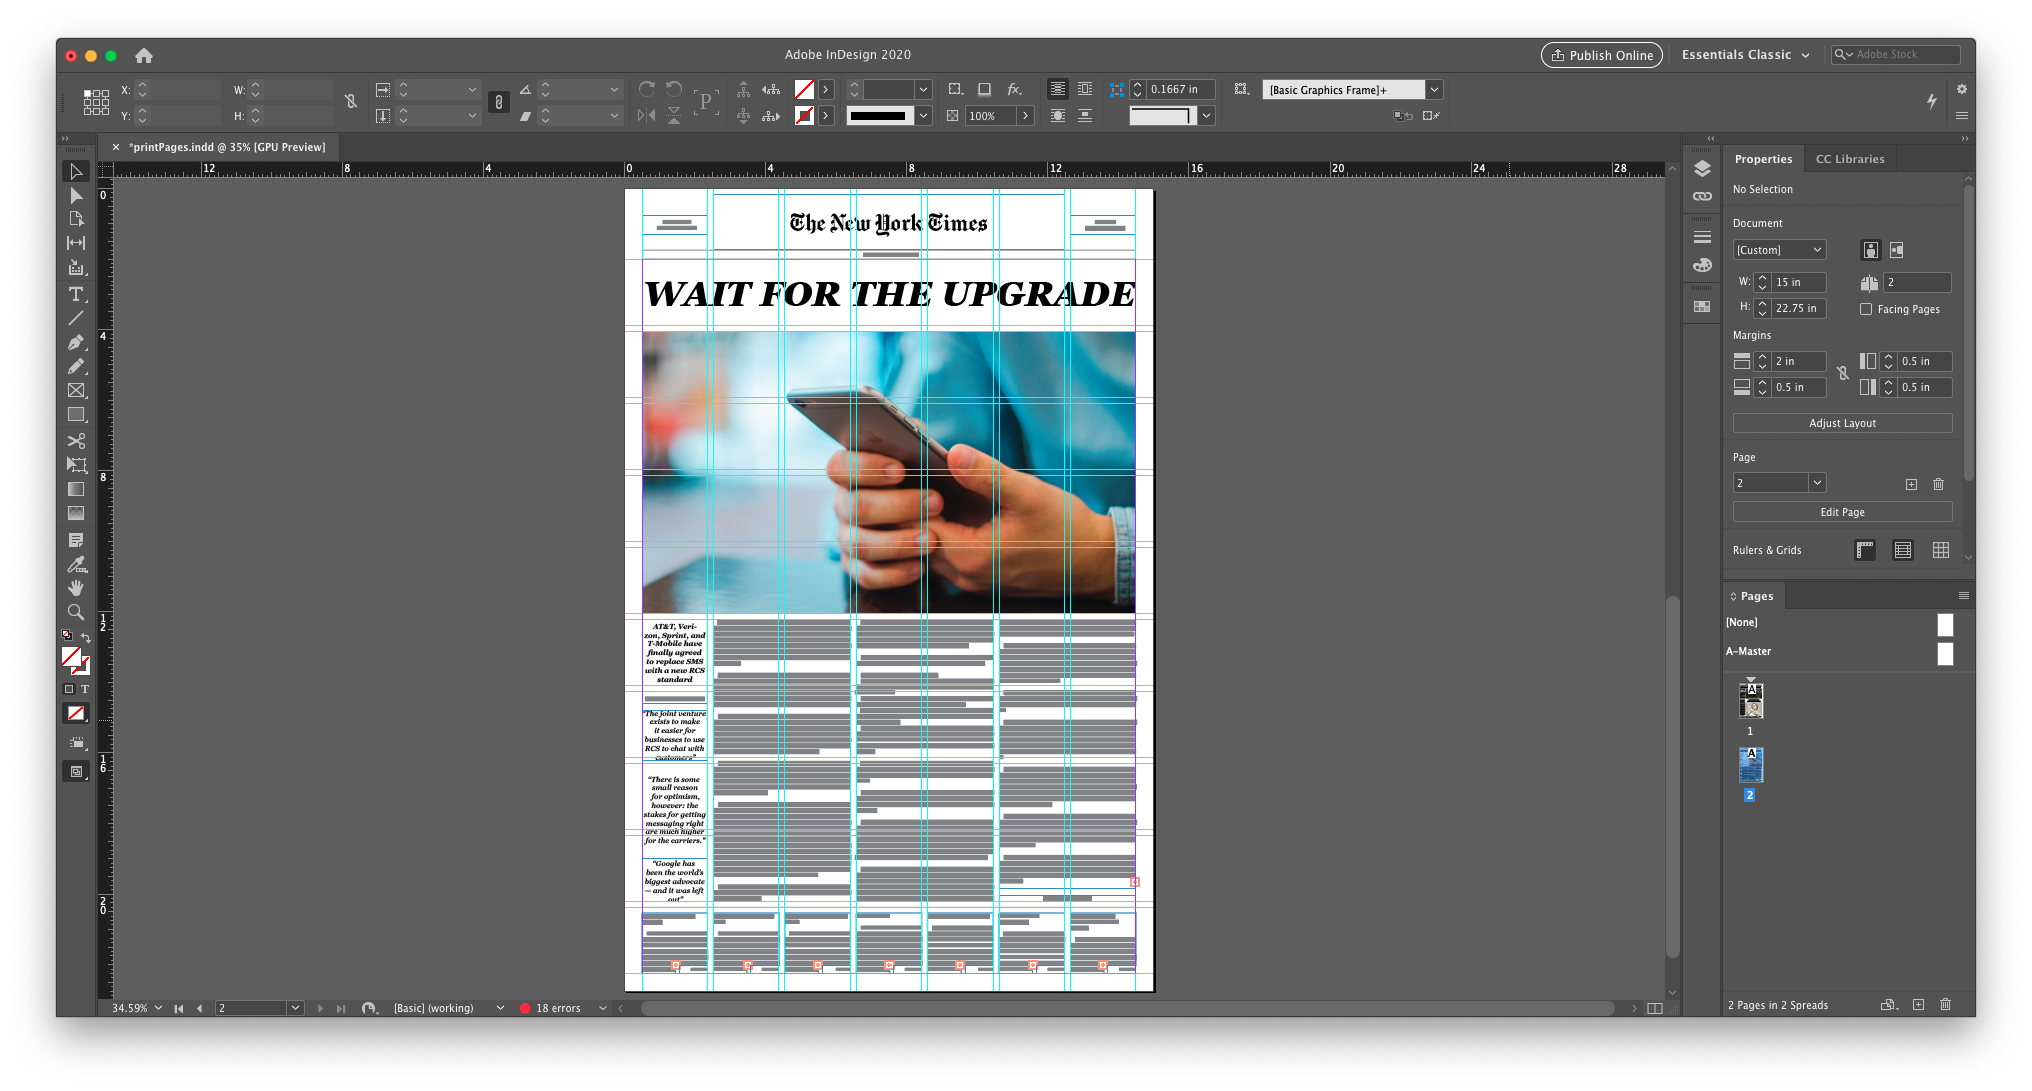 Adobe InDesign 2020
Publish Online
Essentials Classic
Adobe Stock
X:
W:
0.1667 in
[Basic Graphics Frame]+
Y:
H:
100%
*printPages.indd @ 35% [GPU Preview]
12 8 4 0 4 8 12 16 20 24 28
0
4
8
12
16
20
The New York Times
WAIT FOR THE UPGRADE
AT&T, Veri-
zon, Sprint, and
T-Mobile have
finally agreed
to replace SMS
with a new RCS
standard
"The joint venture
exists to make
it easier for
businesses to use
RCS to chat with
customers"
“There is some
small reason
for optimism,
however: the
stakes for getting
messaging right
are much higher
for the carriers.”
“Google has
been the world’s
biggest advocate
— and it was left
out”
Properties
CC Libraries
No Selection
Document
[Custom]
W: 15 in
2
H: 22.75 in
Facing Pages
Margins
2 in
0.5 in
0.5 in
0.5 in
Adjust Layout
Page
2
Edit Page
Rulers & Grids
Pages
[None]
A-Master
A
1
A
2
2 Pages in 2 Spreads
34.59%
2
[Basic] (working)
18 errors